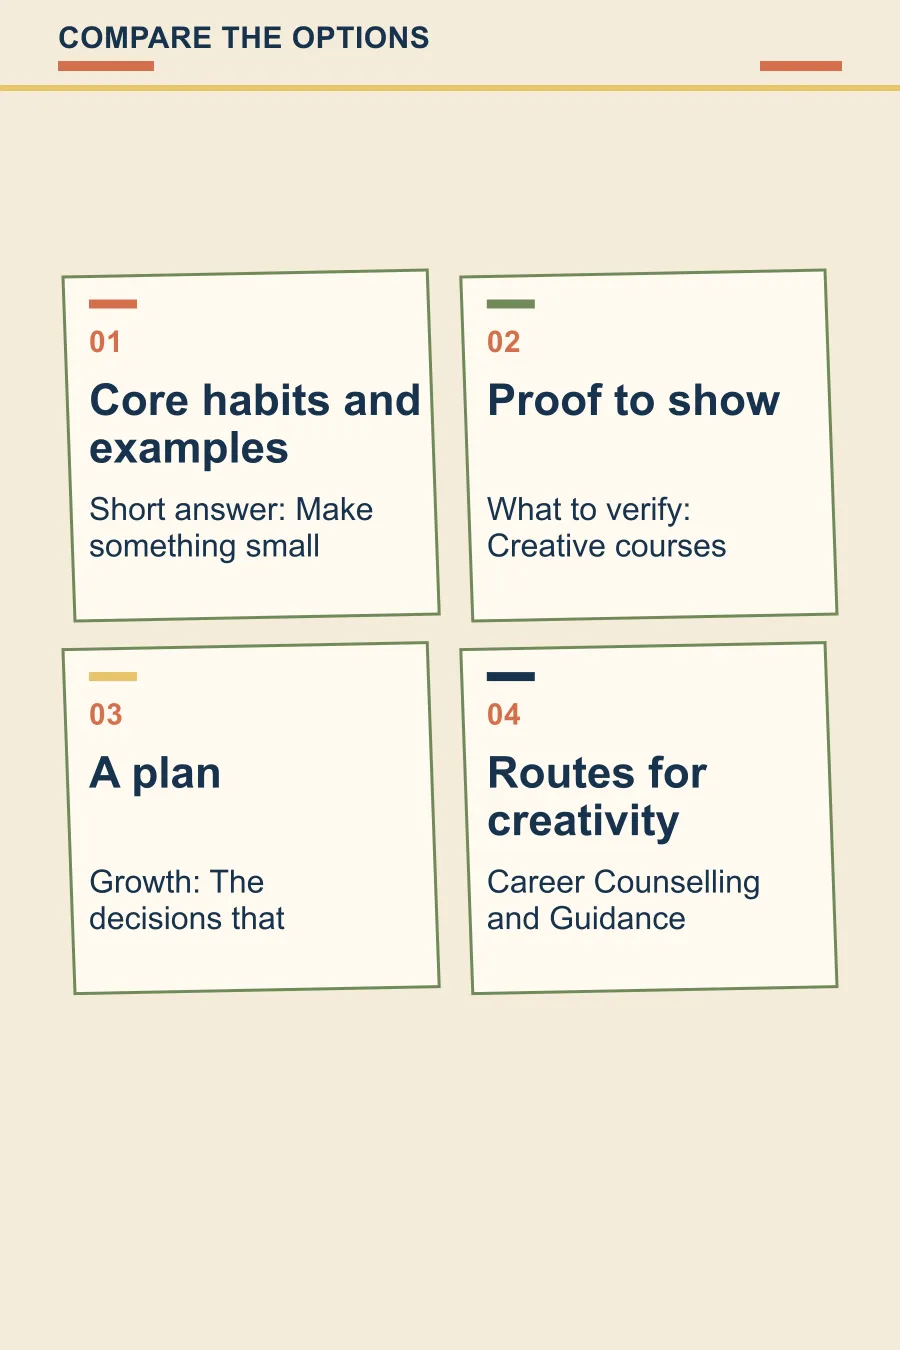 COMPARE THE OPTIONS
01
Core habits and
examples
Short answer: Make
something small
02
Proof to show
What to verify:
Creative courses
03
A plan
Growth: The
decisions that
04
Routes for
creativity
Career Counselling
and Guidance